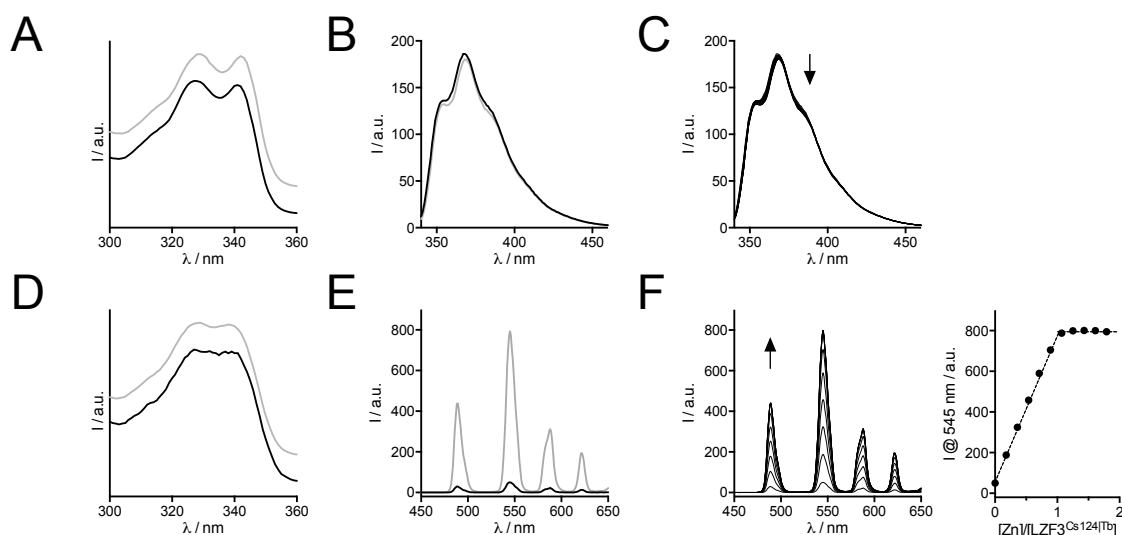 A
I / a.u.
300 320 340 360
λ / nm
B
200
150
100
50
0
I / a.u.
350 400 450
λ / nm
C
200
150
100
50
0
I / a.u.
350 400 450
λ / nm
D
I / a.u.
300 320 340 360
λ / nm
E
800
600
400
200
0
I / a.u.
450 500 550 600 650
λ / nm
F
800
600
400
200
0
I / a.u.
450 500 550 600 650
λ / nm
800
600
400
200
0
I @ 545 nm / a.u.
0 1 2
[Zn]/[LZF3Cs124|Tb]